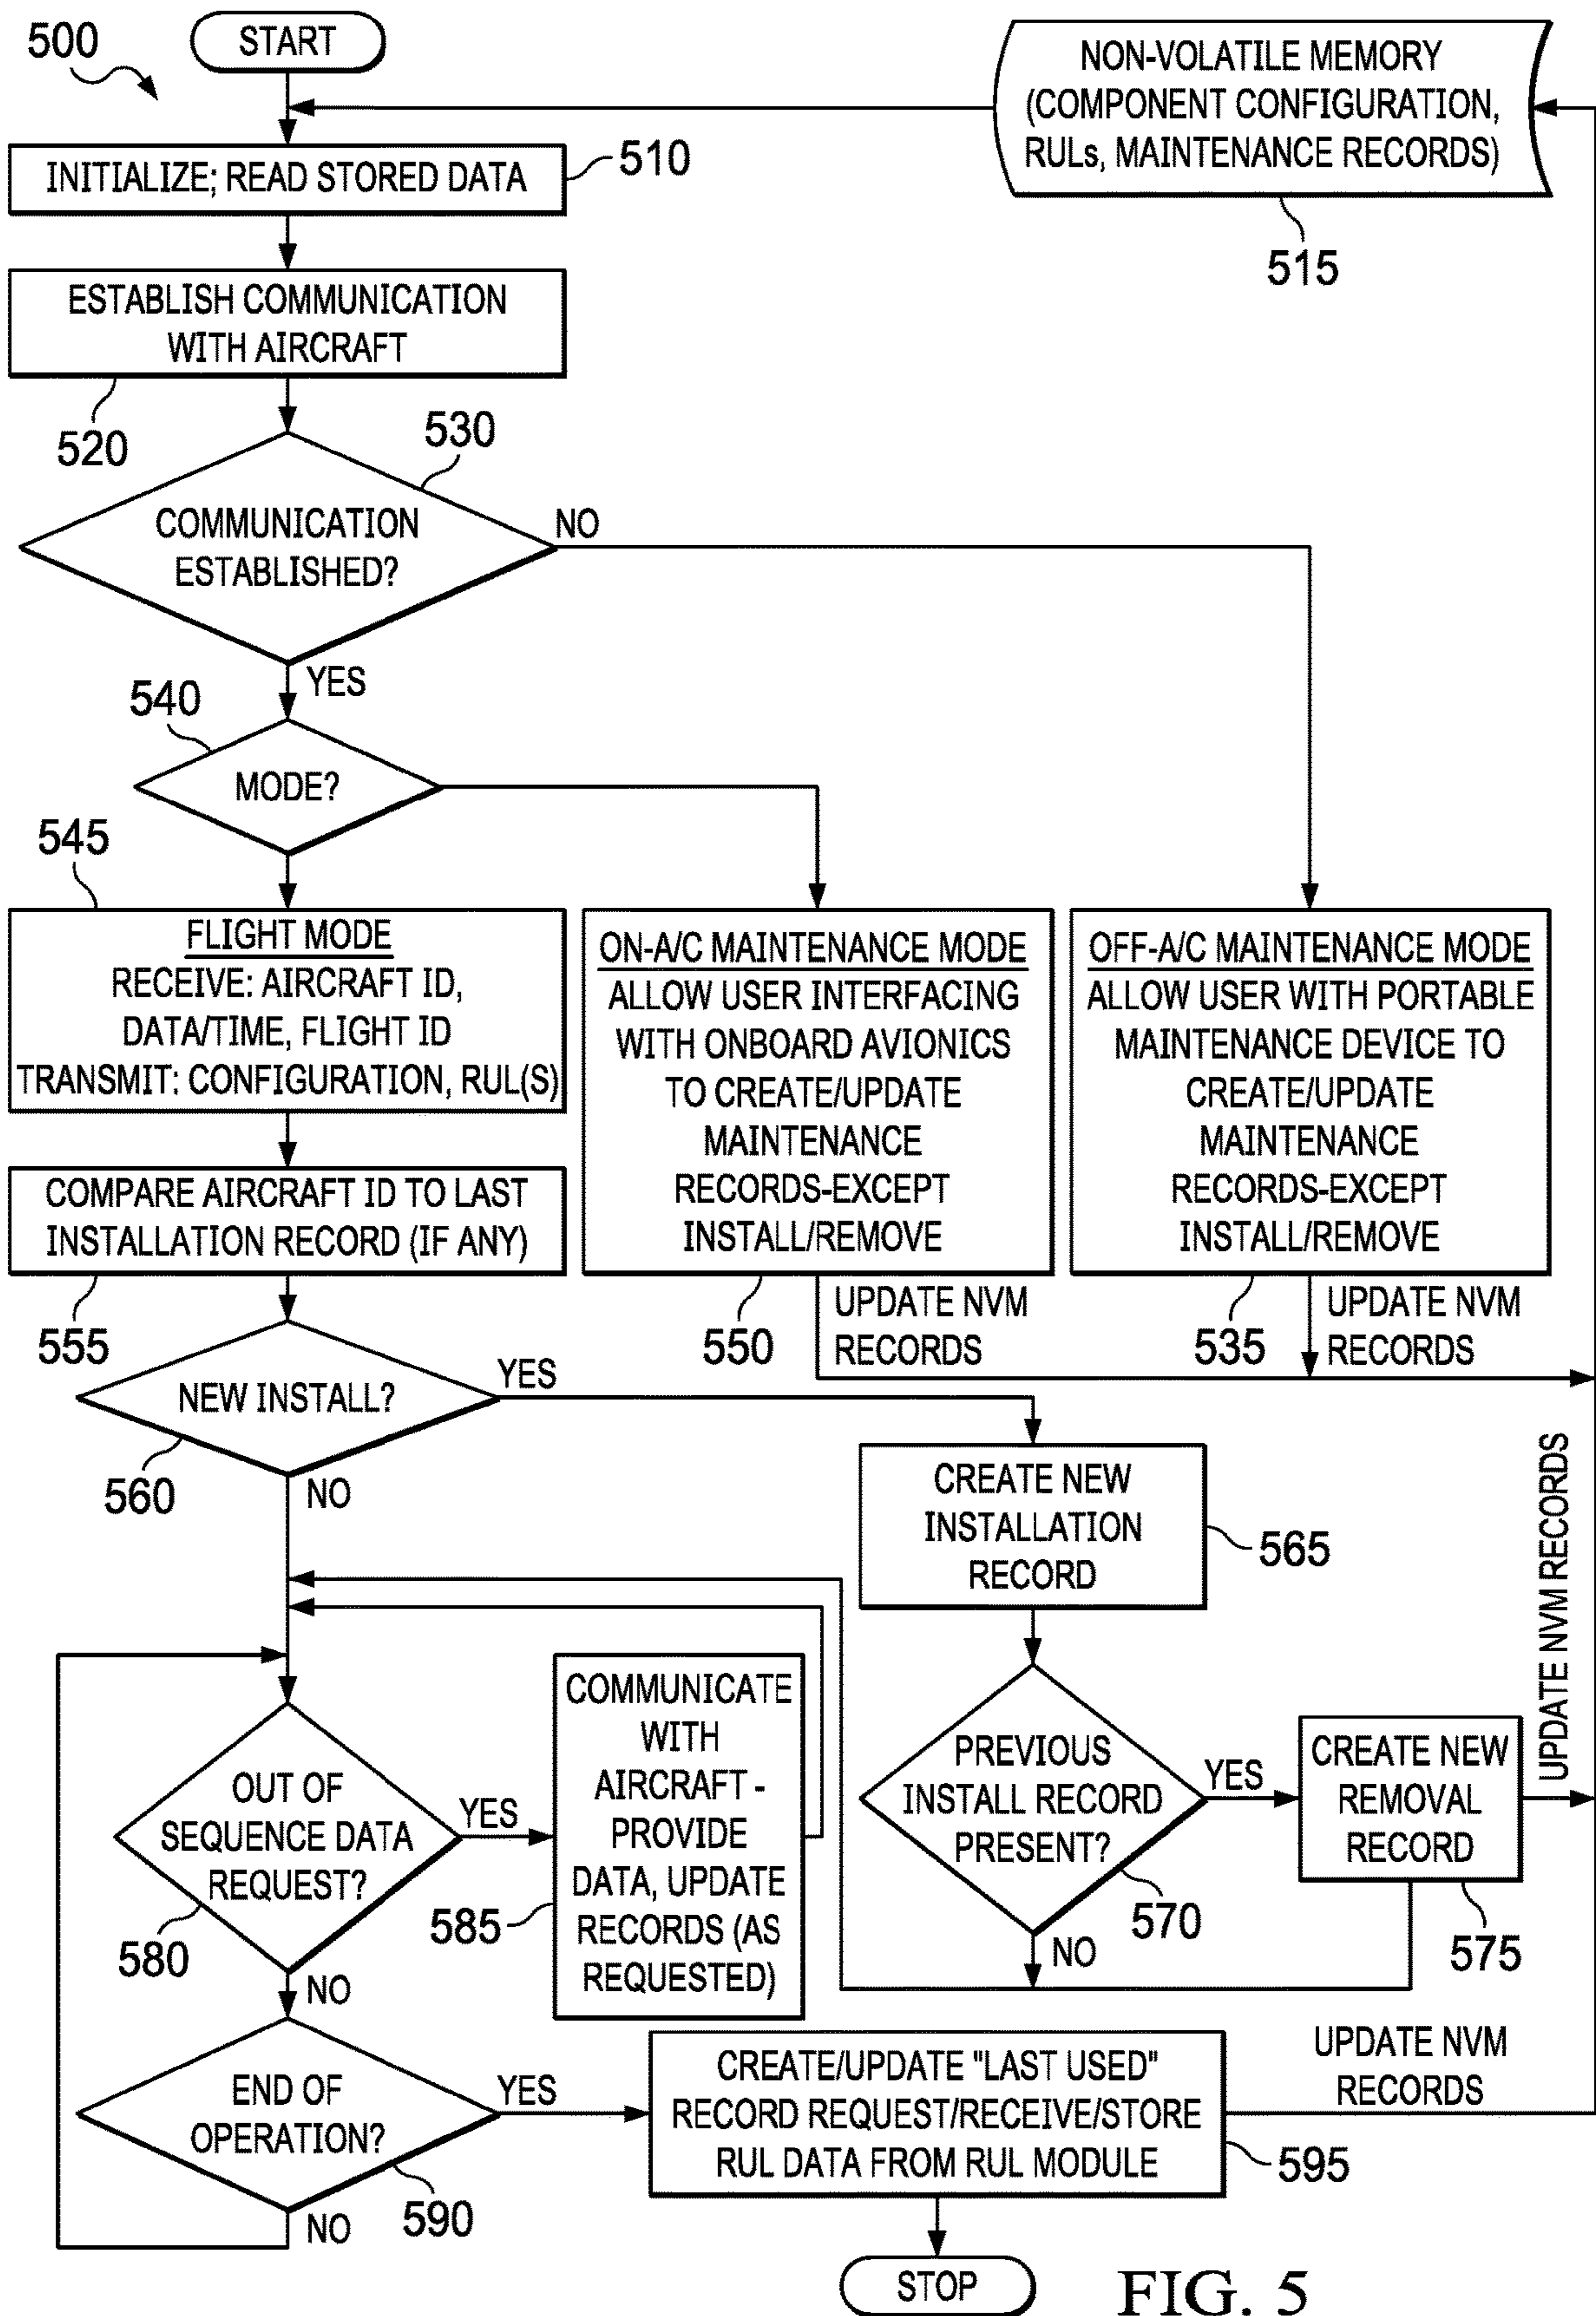 500
START
NON-VOLATILE MEMORY
(COMPONENT CONFIGURATION,
RULs, MAINTENANCE RECORDS)
515
INITIALIZE; READ STORED DATA
510
ESTABLISH COMMUNICATION
WITH AIRCRAFT
520
530
COMMUNICATION
ESTABLISHED?
NO
YES
540
MODE?
545
FLIGHT MODE
RECEIVE: AIRCRAFT ID,
DATA/TIME, FLIGHT ID
TRANSMIT: CONFIGURATION, RUL(S)
ON-A/C MAINTENANCE MODE
ALLOW USER INTERFACING
WITH ONBOARD AVIONICS
TO CREATE/UPDATE
MAINTENANCE
RECORDS-EXCEPT
INSTALL/REMOVE
550
UPDATE NVM
RECORDS
OFF-A/C MAINTENANCE MODE
ALLOW USER WITH PORTABLE
MAINTENANCE DEVICE TO
CREATE/UPDATE
MAINTENANCE
RECORDS-EXCEPT
INSTALL/REMOVE
535
UPDATE NVM
RECORDS
COMPARE AIRCRAFT ID TO LAST
INSTALLATION RECORD (IF ANY)
555
NEW INSTALL?
YES
560
NO
CREATE NEW
INSTALLATION
RECORD
565
PREVIOUS
INSTALL RECORD
PRESENT?
YES
570
NO
CREATE NEW
REMOVAL
RECORD
575
UPDATE NVM RECORDS
OUT OF
SEQUENCE DATA
REQUEST?
YES
580
NO
COMMUNICATE
WITH
AIRCRAFT -
PROVIDE
DATA, UPDATE
RECORDS (AS
REQUESTED)
585
END OF
OPERATION?
YES
590
NO
CREATE/UPDATE "LAST USED"
RECORD REQUEST/RECEIVE/STORE
RUL DATA FROM RUL MODULE
595
UPDATE NVM
RECORDS
STOP
FIG. 5